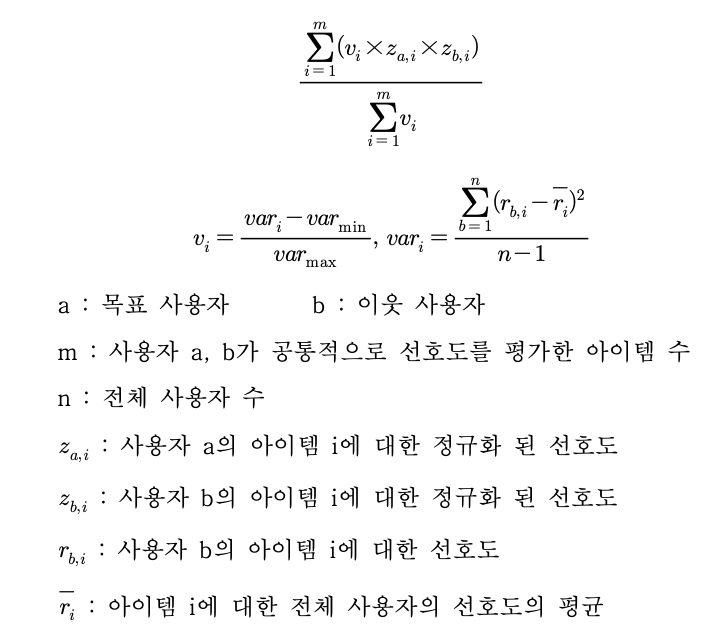 \frac{\sum_{i=1}^{m}(v_i \times z_{a,i} \times z_{b,i})}{\sum_{i=1}^{m} v_i}
v_i = \frac{var_i - var_{\min}}{var_{\max}}, var_i = \frac{\sum_{b=1}^{n}(r_{b,i} - \overline{r_i})^2}{n-1}
a : 목표 사용자 b : 이웃 사용자
m : 사용자 a, b가 공통적으로 선호도를 평가한 아이템 수
n : 전체 사용자 수
z_{a,i} : 사용자 a의 아이템 i에 대한 정규화 된 선호도
z_{b,i} : 사용자 b의 아이템 i에 대한 정규화 된 선호도
r_{b,i} : 사용자 b의 아이템 i에 대한 선호도
\overline{r_i} : 아이템 i에 대한 전체 사용자의 선호도의 평균